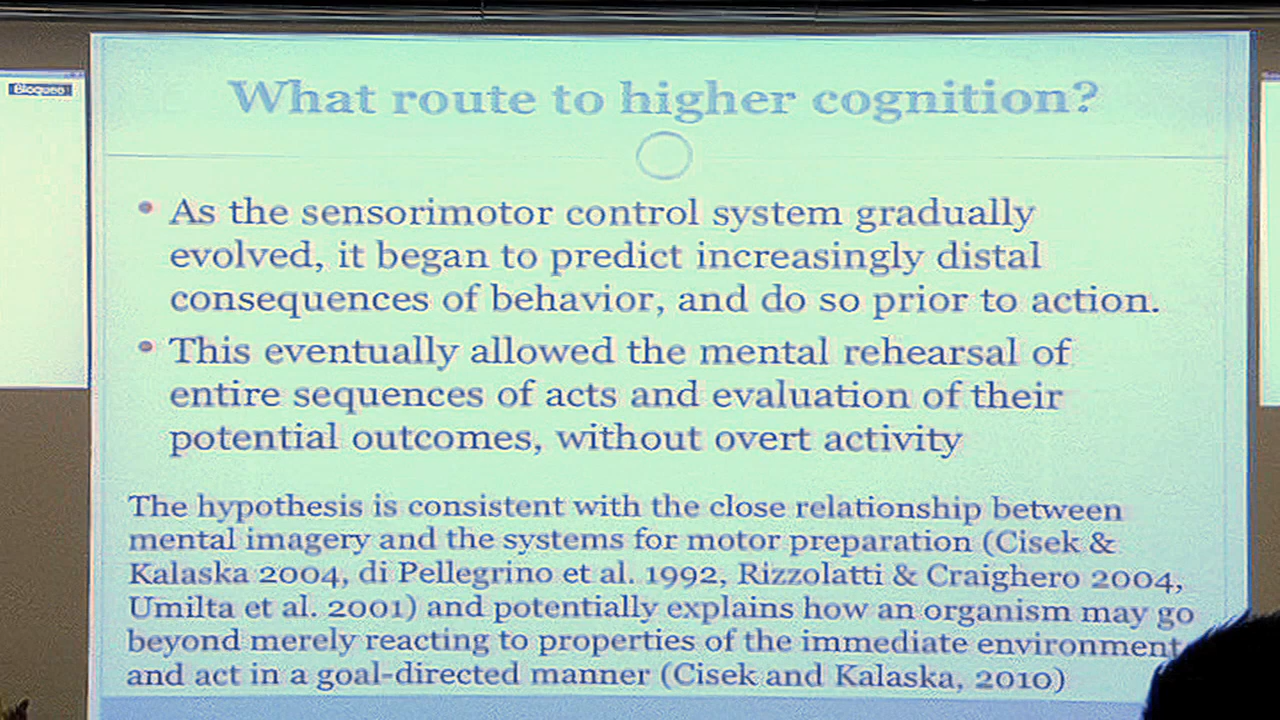 Bloqueo
What route to higher cognition?
• As the sensorimotor control system gradually
evolved, it began to predict increasingly distal
consequences of behavior, and do so prior to action.
• This eventually allowed the mental rehearsal of
entire sequences of acts and evaluation of their
potential outcomes, without overt activity
The hypothesis is consistent with the close relationship between
mental imagery and the systems for motor preparation (Cisek &
Kalaska 2004, di Pellegrino et al. 1992, Rizzolatti & Craighero 2004,
Umilta et al. 2001) and potentially explains how an organism may go
beyond merely reacting to properties of the immediate environment
and act in a goal-directed manner (Cisek and Kalaska, 2010)